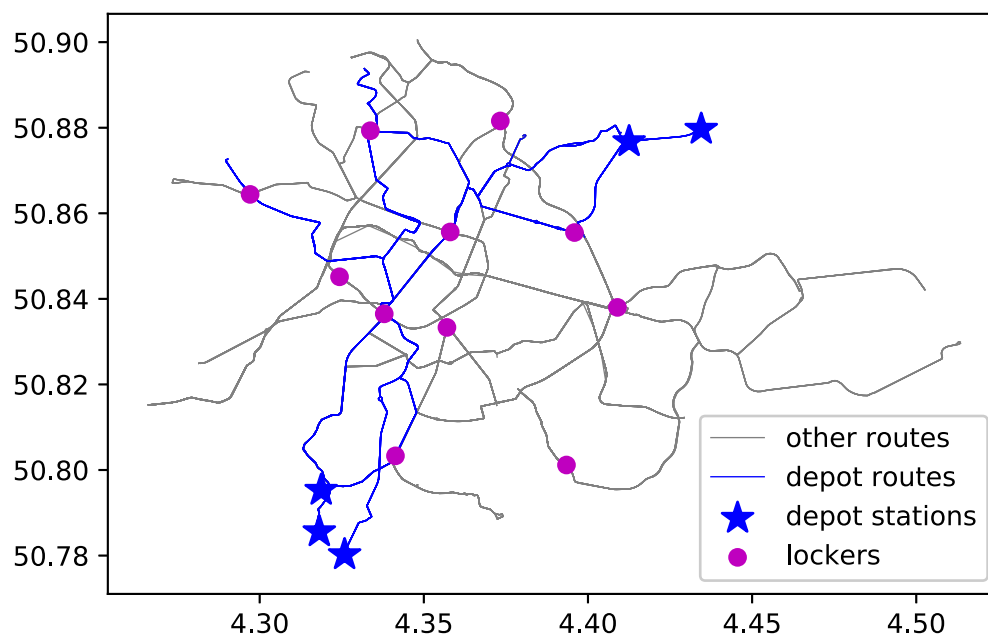 50.90
50.88
50.86
50.84
50.82
50.80
50.78
other routes
depot routes
depot stations
lockers
4.30 4.35 4.40 4.45 4.50